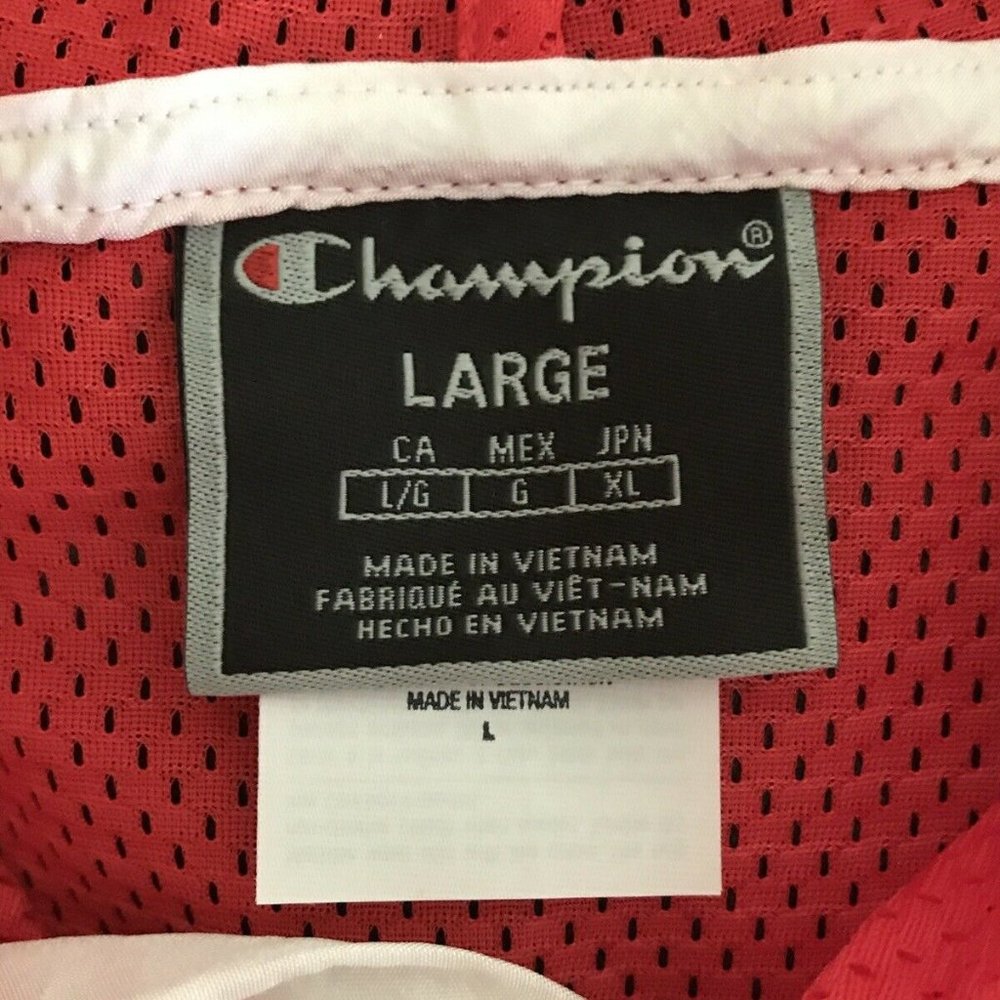 Champion®
LARGE
CA MEX JPN
L/G G XL
MADE IN VIETNAM
FABRIQUÉ AU VIÊT-NAM
HECHO EN VIETNAM
MADE IN VIETNAM
L